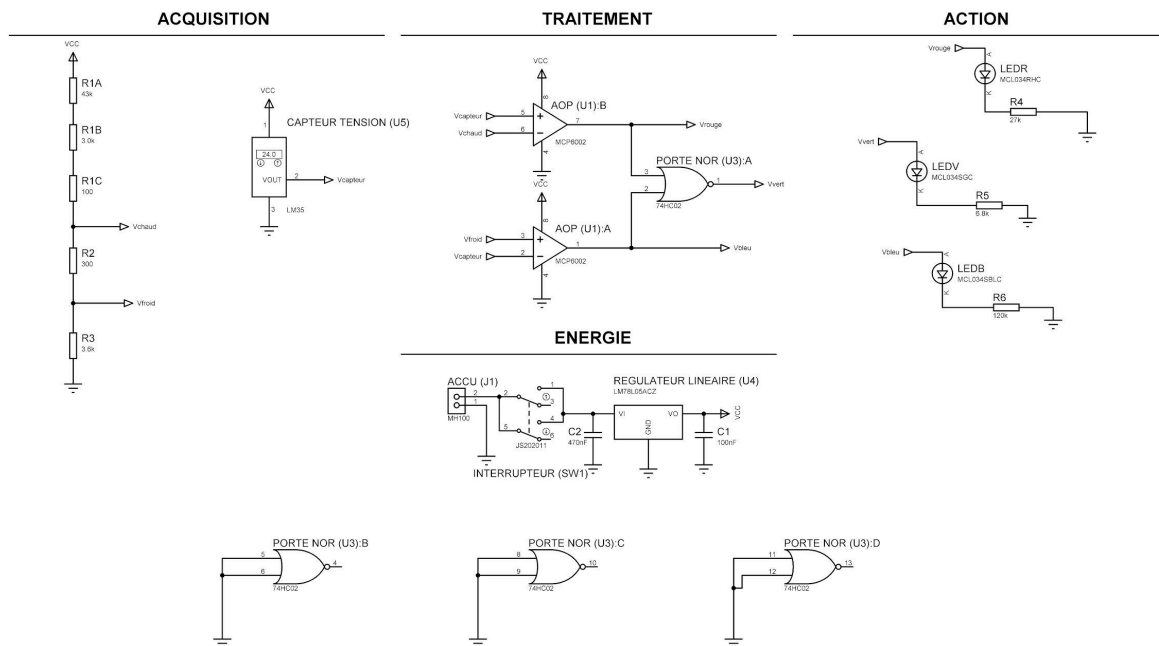 ACQUISITION
VCC
R1A
43k
R1B
3.0k
R1C
100
Vchaud
R2
300
Vfroid
R3
3.6k
VCC
CAPTEUR TENSION (U5)
1
24.0
VOUT
2
Vcapteur
3
LM35
TRAITEMENT
VCC
8
AOP (U1):B
Vcapteur
5
Vchaud
6
7
Vrouge
4
MCP6002
PORTE NOR (U3):A
3
2
1
Vvert
74HC02
VCC
8
AOP (U1):A
Vfroid
3
Vcapteur
2
1
Vbleu
4
MCP6002
ACTION
Vrouge
A
LEDR
MCL034RHC
K
R4
27k
Vvert
A
LEDV
MCL034SGC
K
R5
6.8k
Vbleu
A
LEDB
MCL034SBLC
K
R6
120k
ENERGIE
ACCU (J1)
2
1
MH100
2
1
3
4
5
6
JS202011
INTERRUPTEUR (SW1)
REGULATEUR LINEAIRE (U4)
LM78L05ACZ
VI
VO
GND
VCC
C2
470nF
C1
100nF
PORTE NOR (U3):B
5
6
4
74HC02
PORTE NOR (U3):C
8
9
10
74HC02
PORTE NOR (U3):D
11
12
13
74HC02